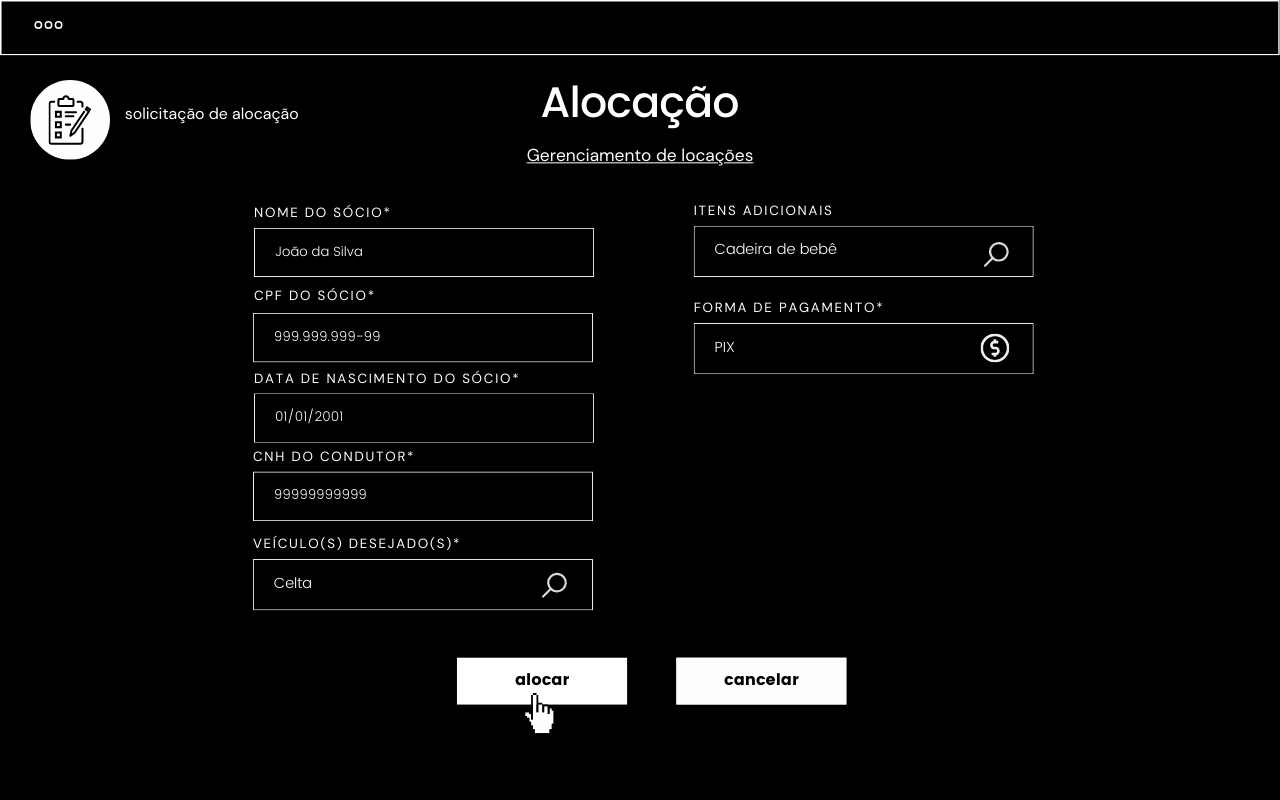 solicitação de alocação
Alocação
Gerenciamento de locações
NOME DO SÓCIO*
João da Silva
CPF DO SÓCIO*
999.999.999-99
DATA DE NASCIMENTO DO SÓCIO*
01/01/2001
CNH DO CONDUTOR*
99999999999
VEÍCULO(S) DESEJADO(S)*
Celta
ITENS ADICIONAIS
Cadeira de bebê
FORMA DE PAGAMENTO*
PIX
alocar
cancelar